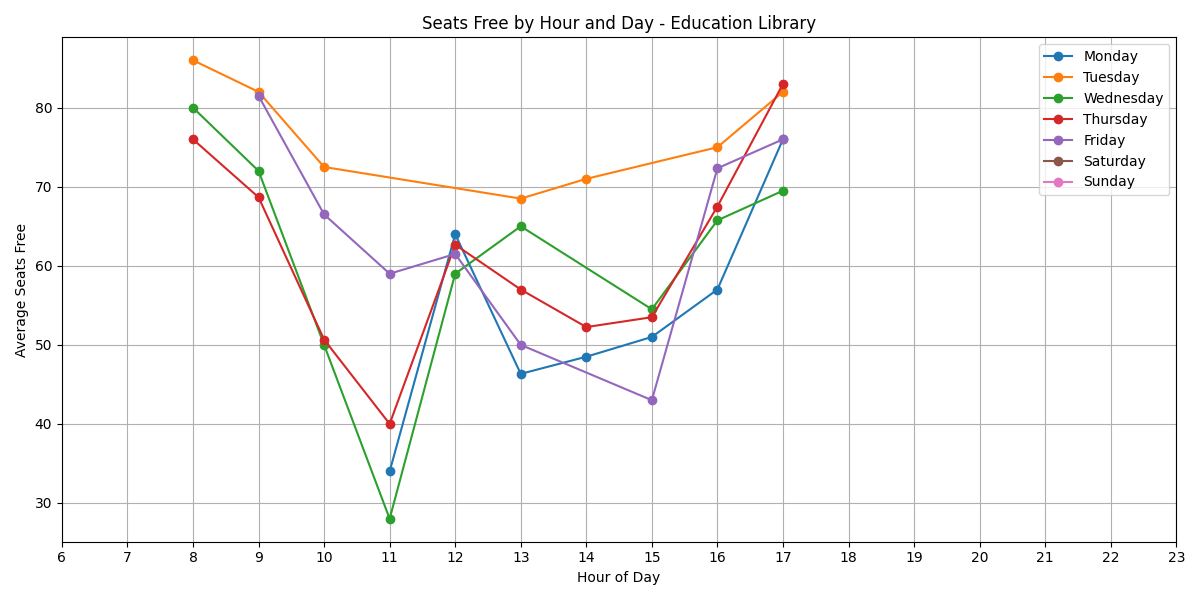 Seats Free by Hour and Day - Education Library
Monday
Tuesday
Wednesday
Thursday
Friday
Saturday
Sunday
Average Seats Free
80
70
60
50
40
30
6 7 8 9 10 11 12 13 14 15 16 17 18 19 20 21 22 23
Hour of Day